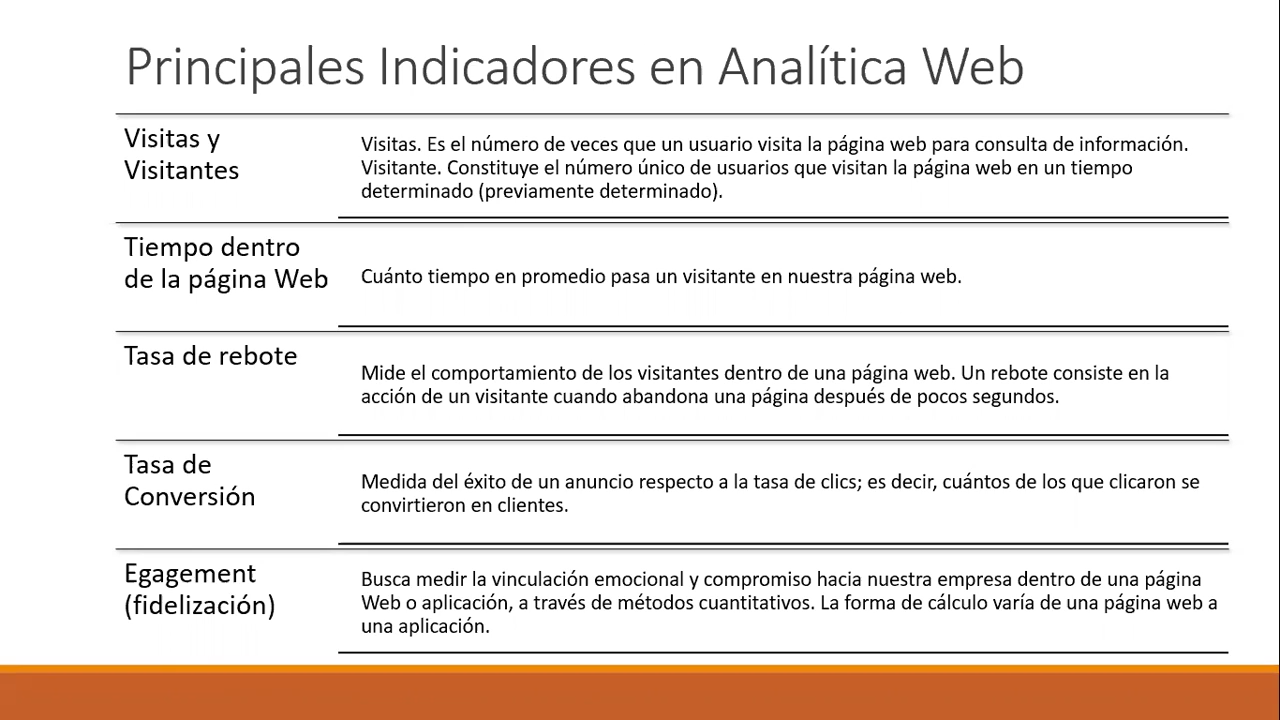 Principales Indicadores en Analítica Web
Visitas y
Visitantes
Visitas. Es el número de veces que un usuario visita la página web para consulta de información.
Visitante. Constituye el número único de usuarios que visitan la página web en un tiempo
determinado (previamente determinado).
Tiempo dentro
de la página Web
Cuánto tiempo en promedio pasa un visitante en nuestra página web.
Tasa de rebote
Mide el comportamiento de los visitantes dentro de una página web. Un rebote consiste en la
acción de un visitante cuando abandona una página después de pocos segundos.
Tasa de
Conversión
Medida del éxito de un anuncio respecto a la tasa de clics; es decir, cuántos de los que clicaron se
convirtieron en clientes.
Egagement
(fidelización)
Busca medir la vinculación emocional y compromiso hacia nuestra empresa dentro de una página
Web o aplicación, a través de métodos cuantitativos. La forma de cálculo varía de una página web a
una aplicación.